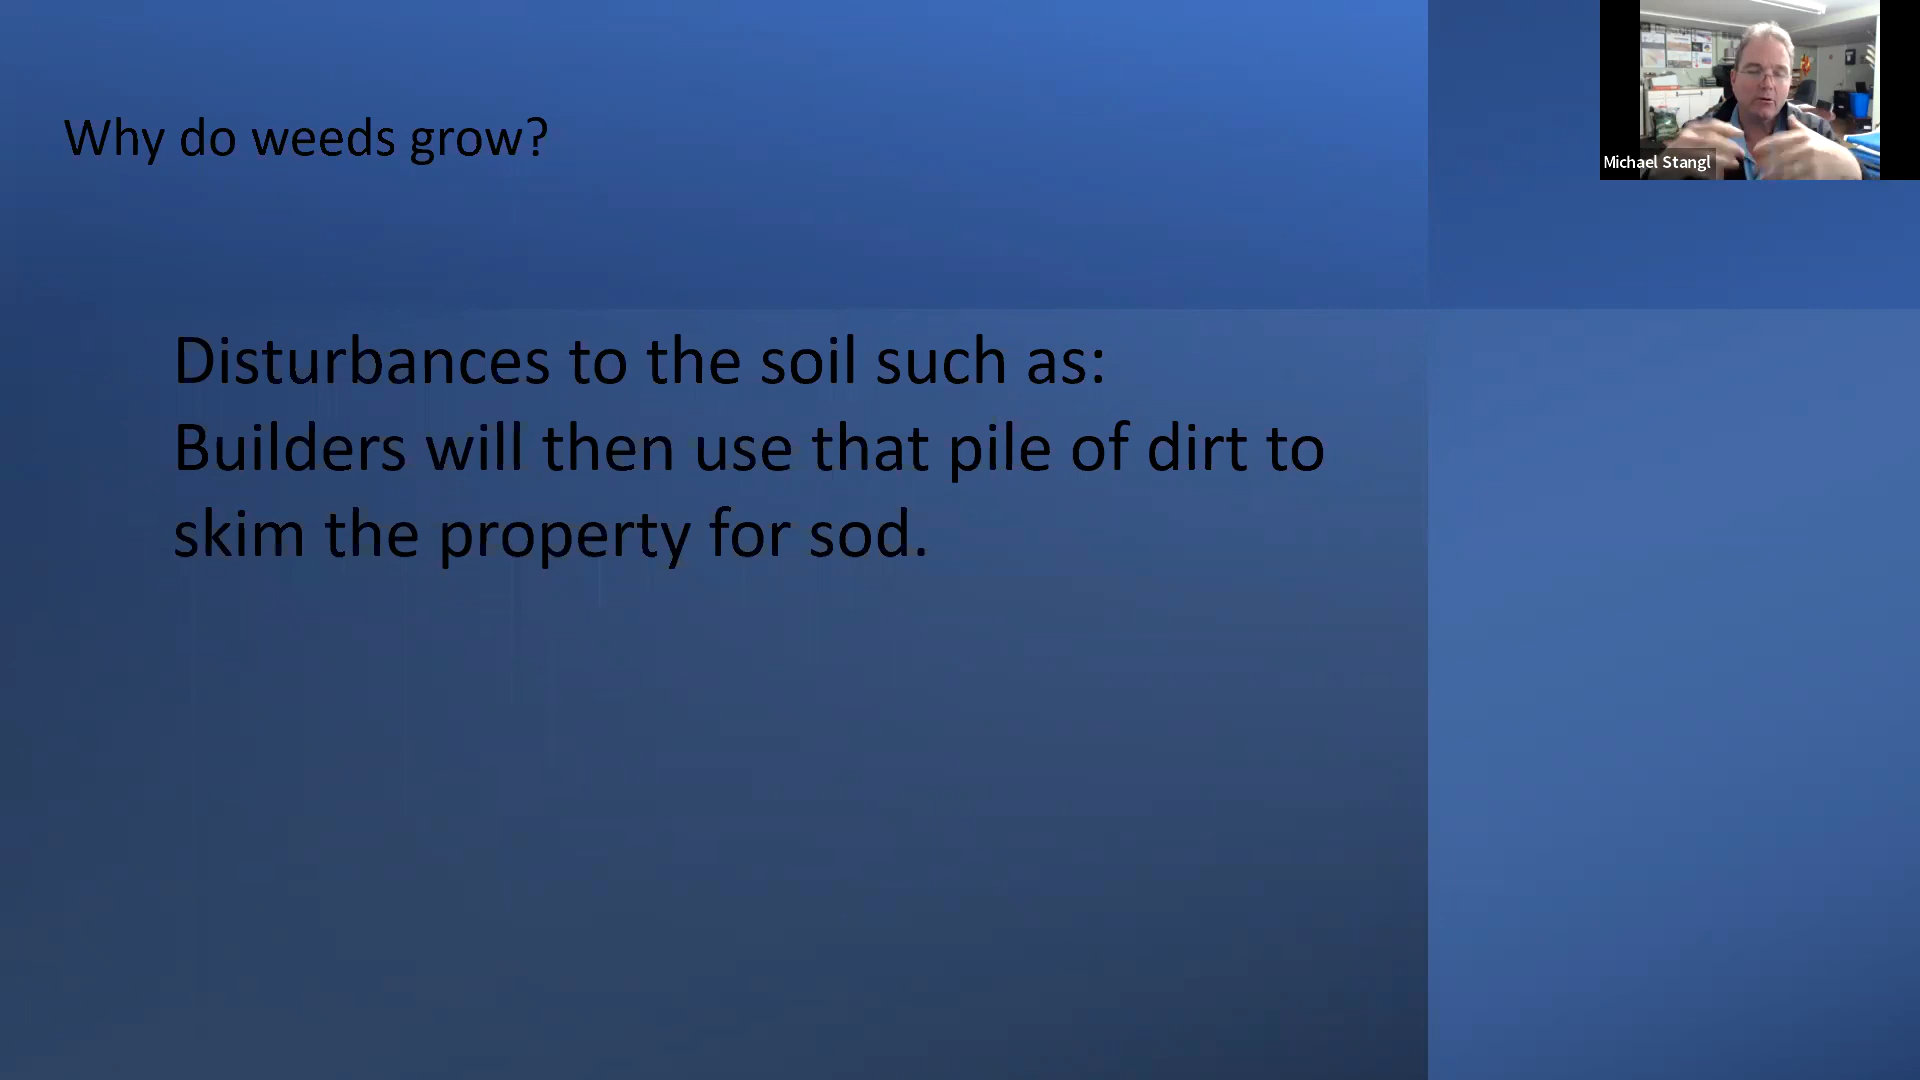 Why do weeds grow?
Michael Stangl
Disturbances to the soil such as:
Builders will then use that pile of dirt to
skim the property for sod.